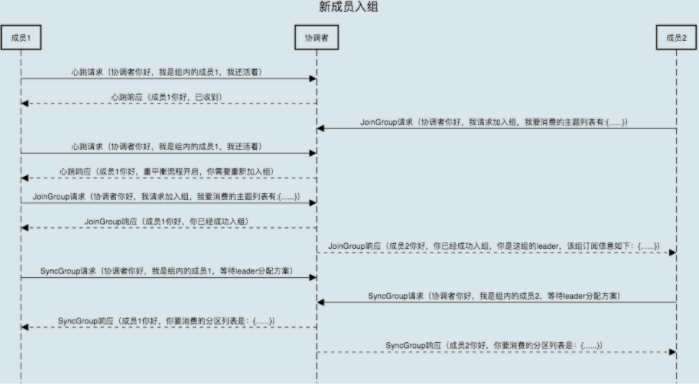 新成员入组
成员1
协调者
成员2
心跳请求（协调者你好，我是组内的成员1，我还活着）
心跳响应（成员1你好，已收到）
JoinGroup请求（协调者你好，我请求加入组，我要消费的主题列表有:{......}）
心跳请求（协调者你好，我是组内的成员1，我还活着）
心跳响应（成员1你好，重平衡流程开启，你需要重新加入组）
JoinGroup请求（协调者你好，我请求加入组，我要消费的主题列表有:{......}）
JoinGroup响应（成员1你好，你已经成功入组）
JoinGroup响应（成员2你好，你已经成功入组，你是这组的leader，该组订阅信息如下：{......}）
SyncGroup请求（协调者你好，我是组内的成员1，等待leader分配方案）
SyncGroup请求（协调者你好，我是组内的成员2，等待leader分配方案）
SyncGroup响应（成员1你好，你要消费的分区列表是：{......}）
SyncGroup响应（成员2你好，你要消费的分区列表是：{......}）